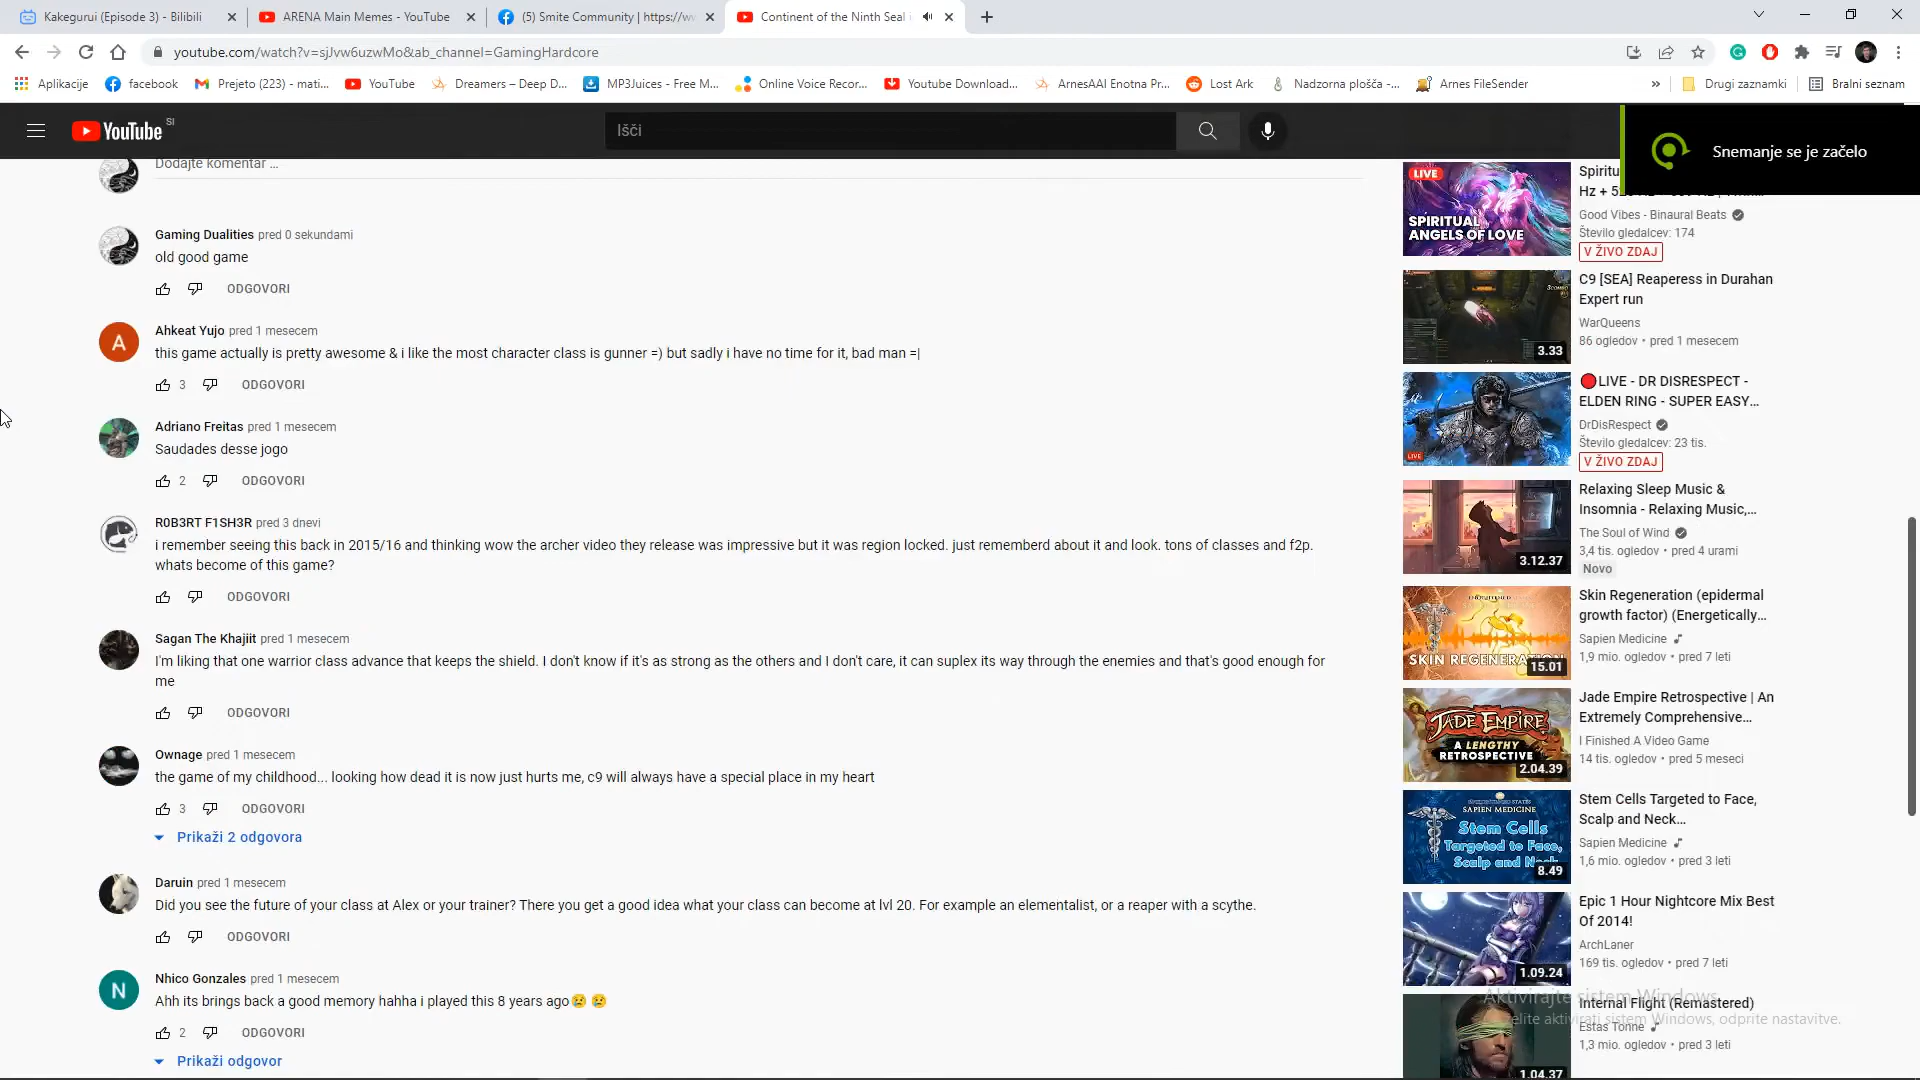 Kakegurui (Episode 3) - Bilibili
ARENA Main Memes - YouTube
(5) Smite Community | https://ww
Continent of the Ninth Seal
youtube.com/watch?v=sjJvw6uzwMo&ab_channel=GamingHardcore
Aplikacije
facebook
Prejeto (223) - mati...
YouTube
Dreamers – Deep D...
MP3Juices - Free M...
Online Voice Recor...
Youtube Download...
ArnesAAI Enotna Pr...
Lost Ark
Nadzorna plošča -...
Arnes FileSender
»
Drugi zaznamki
Bralni seznam
YouTube SI
Išči
Snemanje se je začelo
Dodajte komentar ...
Gaming Dualities pred 0 sekundami
old good game
ODGOVORI
A
Ahkeat Yujo pred 1 mesecem
this game actually is pretty awesome & i like the most character class is gunner =) but sadly i have no time for it, bad man =|
3 ODGOVORI
Adriano Freitas pred 1 mesecem
Saudades desse jogo
2 ODGOVORI
R0B3RT F1SH3R pred 3 dnevi
i remember seeing this back in 2015/16 and thinking wow the archer video they release was impressive but it was region locked. just rememberd about it and look. tons of classes and f2p.
whats become of this game?
ODGOVORI
Sagan The Khajiit pred 1 mesecem
I'm liking that one warrior class advance that keeps the shield. I don't know if it's as strong as the others and I don't care, it can suplex its way through the enemies and that's good enough for
me
ODGOVORI
Ownage pred 1 mesecem
the game of my childhood... looking how dead it is now just hurts me, c9 will always have a special place in my heart
3 ODGOVORI
Prikaži 2 odgovora
Daruin pred 1 mesecem
Did you see the future of your class at Alex or your trainer? There you get a good idea what your class can become at lvl 20. For example an elementalist, or a reaper with a scythe.
ODGOVORI
N
Nhico Gonzales pred 1 mesecem
Ahh its brings back a good memory hahha i played this 8 years ago😢 😢
2 ODGOVORI
Prikaži odgovor
LIVE
SPIRITUAL
ANGELS OF LOVE
Spiritu
Hz + 5
Good Vibes - Binaural Beats
Število gledalcev: 174
V ŽIVO ZDAJ
3.33
C9 [SEA] Reaperess in Durahan
Expert run
WarQueens
86 ogledov • pred 1 mesecem
LIVE
🔴LIVE - DR DISRESPECT -
ELDEN RING - SUPER EASY...
DrDisRespect
Število gledalcev: 23 tis.
V ŽIVO ZDAJ
3.12.37
Relaxing Sleep Music &
Insomnia - Relaxing Music,...
The Soul of Wind
3,4 tis. ogledov • pred 4 urami
Novo
SKIN REGENERATION
15.01
Skin Regeneration (epidermal
growth factor) (Energetically...
Sapien Medicine
1,9 mio. ogledov • pred 7 leti
JADE EMPIRE
A LENGTHY
RETROSPECTIVE
2.04.39
Jade Empire Retrospective | An
Extremely Comprehensive...
I Finished A Video Game
14 tis. ogledov • pred 5 meseci
SAPIEN MEDICINE
Stem Cells
Targeted to Face,
Scalp and Neck
8.49
Stem Cells Targeted to Face,
Scalp and Neck...
Sapien Medicine
1,6 mio. ogledov • pred 3 leti
1.09.24
Epic 1 Hour Nightcore Mix Best
Of 2014!
ArchLaner
169 tis. ogledov • pred 7 leti
1.04.37
Internal Flight (Remastered)
Estas Tonne
1,3 mio. ogledov • pred 3 leti
Aktivirajte sistem Windows
aktivirati sistem Windows, odprite nastavitve.